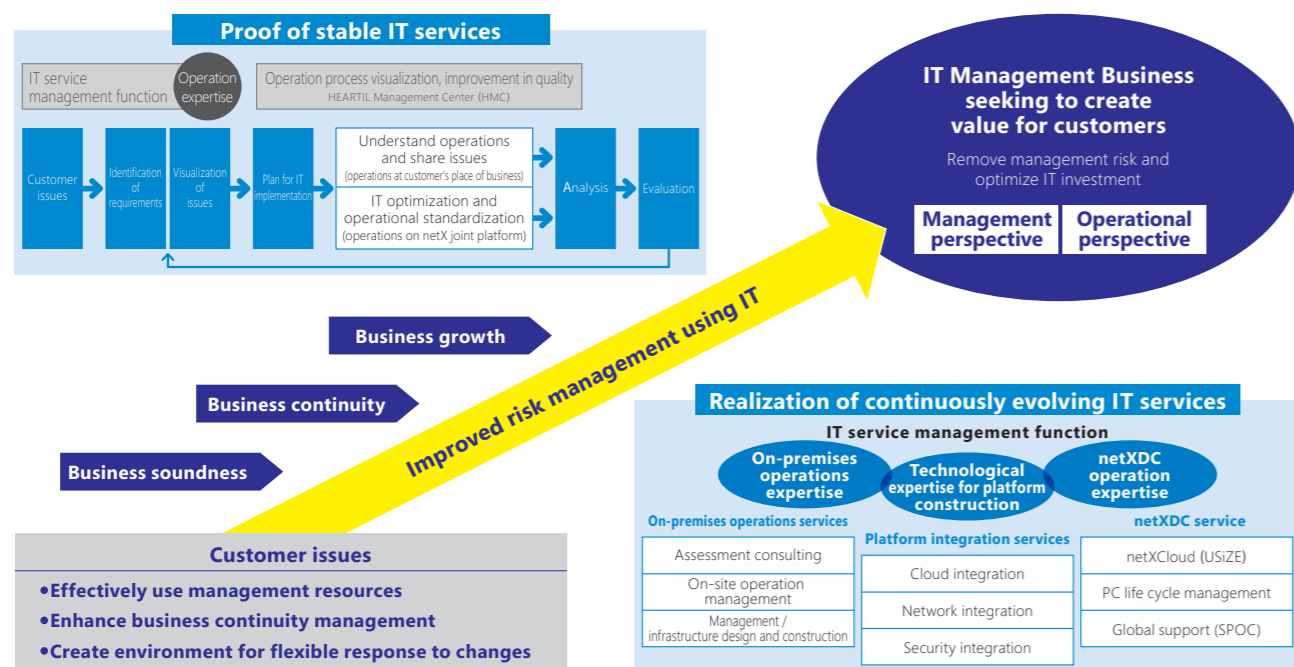 Proof of stable IT services
IT service
management function
Operation
expertise
Operation process visualization, improvement in quality
HEARTIL Management Center (HMC)
Customer
issues
Identification
of
requirements
Visualization
of
issues
Plan for IT
implementation
Understand operations
and share issues
(operations at customer's place of business)
IT optimization and
operational standardization
(operations on netX joint platform)
Analysis
Evaluation
IT Management Business
seeking to create
value for customers
Remove management risk and
optimize IT investment
Management
perspective
Operational
perspective
Business growth
Business continuity
Business soundness
Improved risk management using IT
Customer issues
•Effectively use management resources
•Enhance business continuity management
•Create environment for flexible response to changes
Realization of continuously evolving IT services
IT service management function
On-premises
operations
expertise
Technological
expertise for platform
construction
netXDC
operation
expertise
On-premises operations services
Assessment consulting
On-site operation
management
Management /
infrastructure design and construction
Platform integration services
Cloud integration
Network integration
Security integration
netXDC service
netXCloud (USiZE)
PC life cycle management
Global support (SPOC)